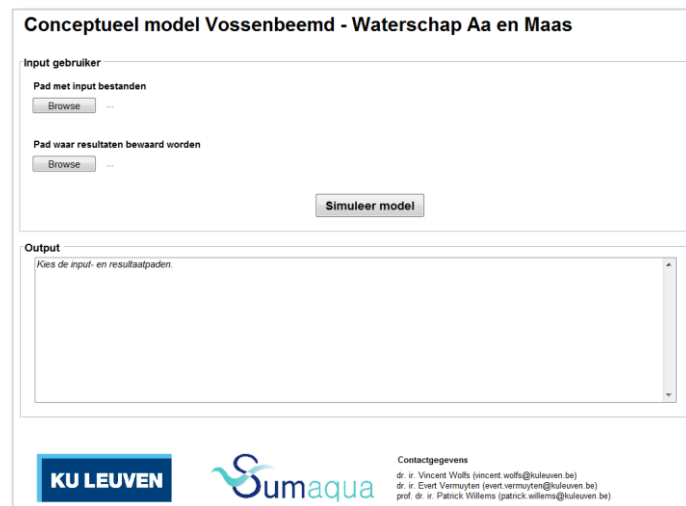 Conceptueel model Vossenbeemd - Waterschap Aa en Maas
Input gebruiker
Pad met input bestanden
Browse ...
Pad waar resultaten bewaard worden
Browse ...
Simuleer model
Output
Kies de input- en resultaatpaden.
KU LEUVEN
Sumaqua
Contactgegevens
dr. ir. Vincent Wolfs (vincent.wolfs@kuleuven.be)
dr. ir. Evert Vermuyten (evert.vermuyten@kuleuven.be)
prof. dr. ir. Patrick Willems (patrick.willems@kuleuven.be)